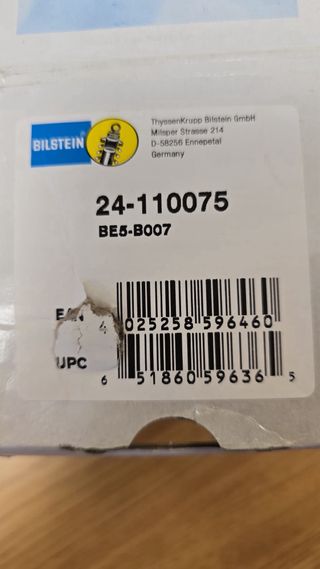 BILSTEIN
ThyssenKrupp Bilstein GmbH
Milsper Strasse 214
D-58256 Ennepetal
Germany
24-110075
BE5-B007
EAN
4 025258 596460
UPC
6 51860 59636 5